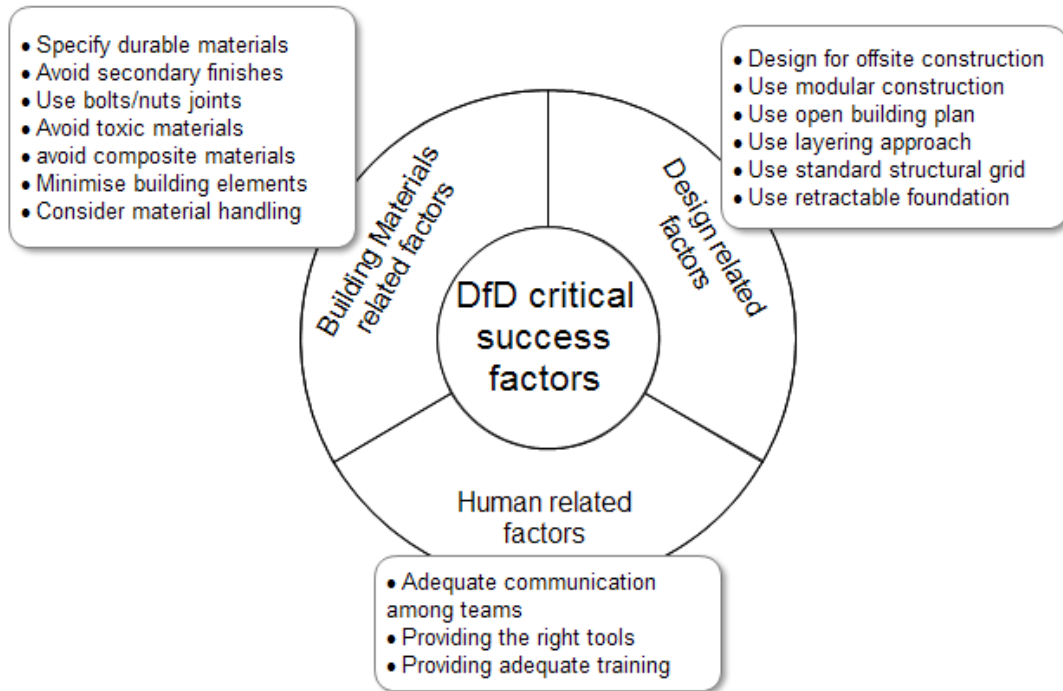 • Specify durable materials
• Avoid secondary finishes
• Use bolts/nuts joints
• Avoid toxic materials
• avoid composite materials
• Minimise building elements
• Consider material handling
• Design for offsite construction
• Use modular construction
• Use open building plan
• Use layering approach
• Use standard structural grid
• Use retractable foundation
Building Materials
related factors
Design related
factors
DfD critical
success
factors
Human related
factors
• Adequate communication
among teams
• Providing the right tools
• Providing adequate training